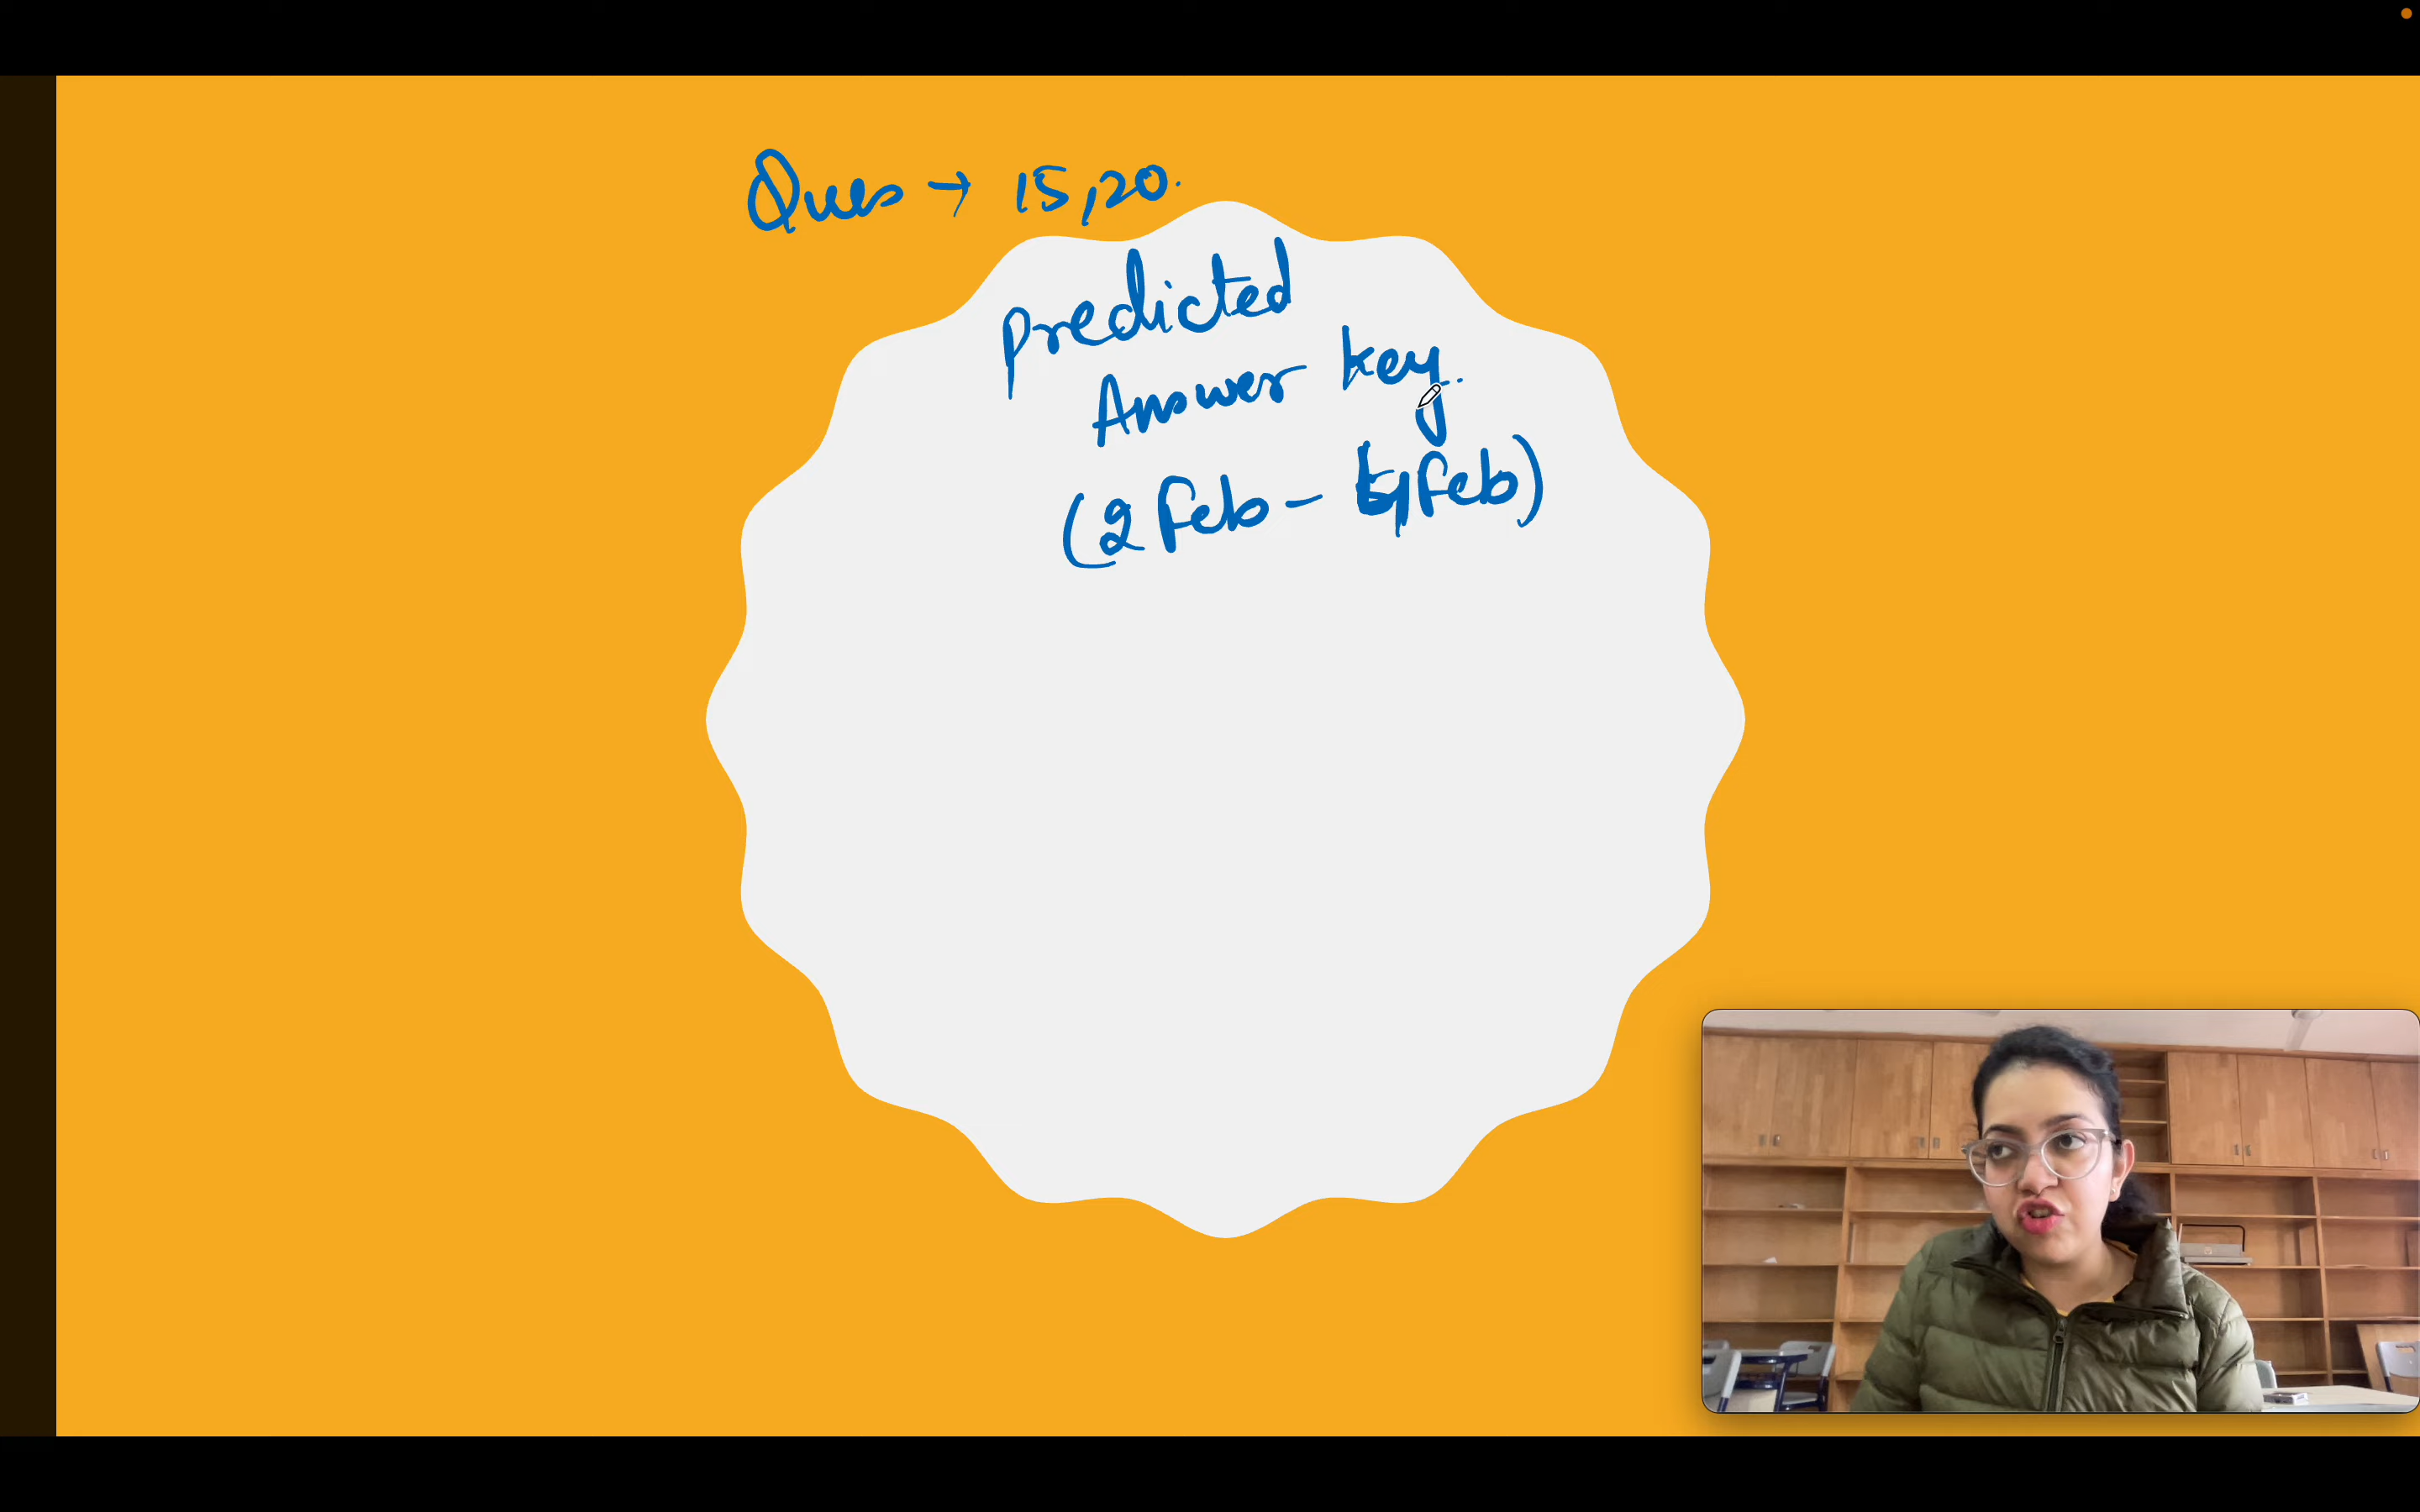 Ques → 15,20.
predicted
Answer key.
(2 Feb - Feb)